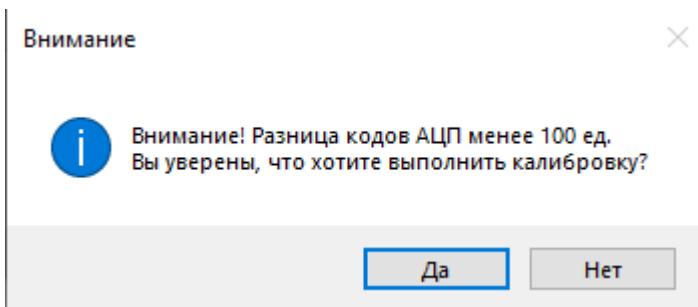 Внимание
Внимание! Разница кодов АЦП менее 100 ед.
Вы уверены, что хотите выполнить калибровку?
Да
Нет